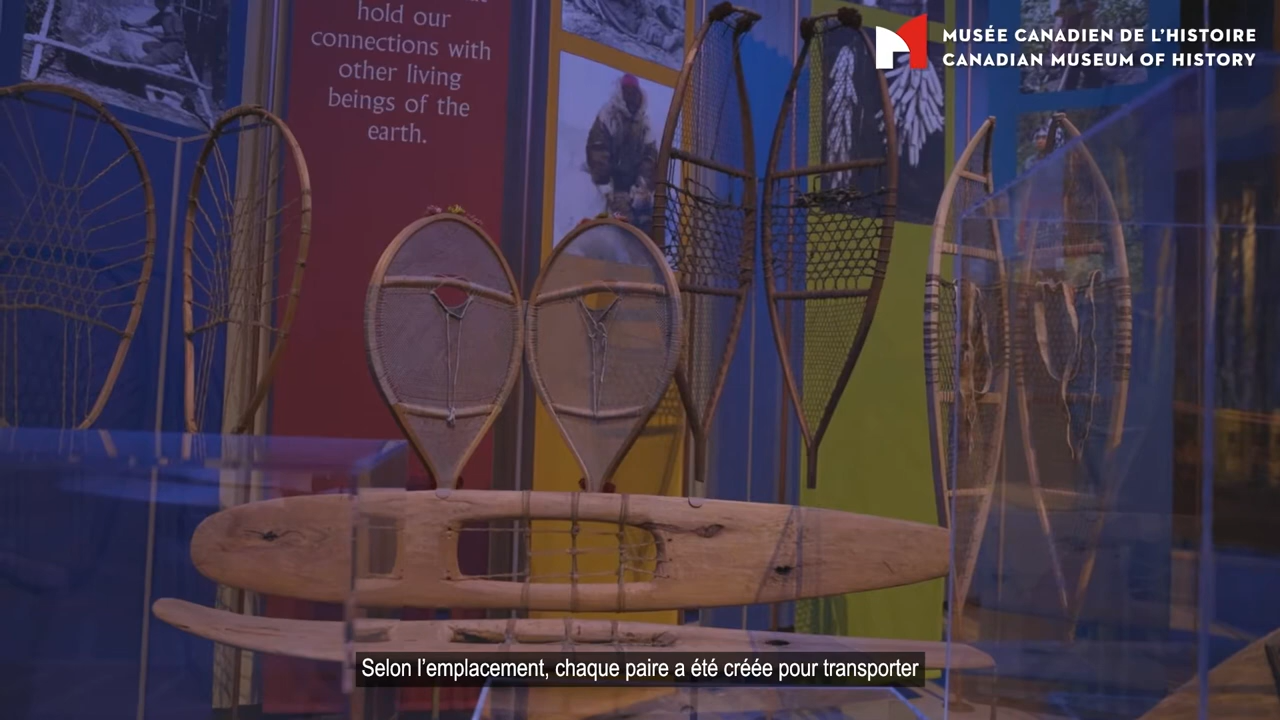 hold our
connections with
other living
beings of the
earth.
MUSÉE CANADIEN DE L'HISTOIRE
CANADIAN MUSEUM OF HISTORY
Selon l'emplacement, chaque paire a été créée pour transporter